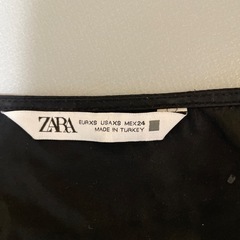 ZARA
EUR XS USA XS MEX 24
MADE IN TURKEY